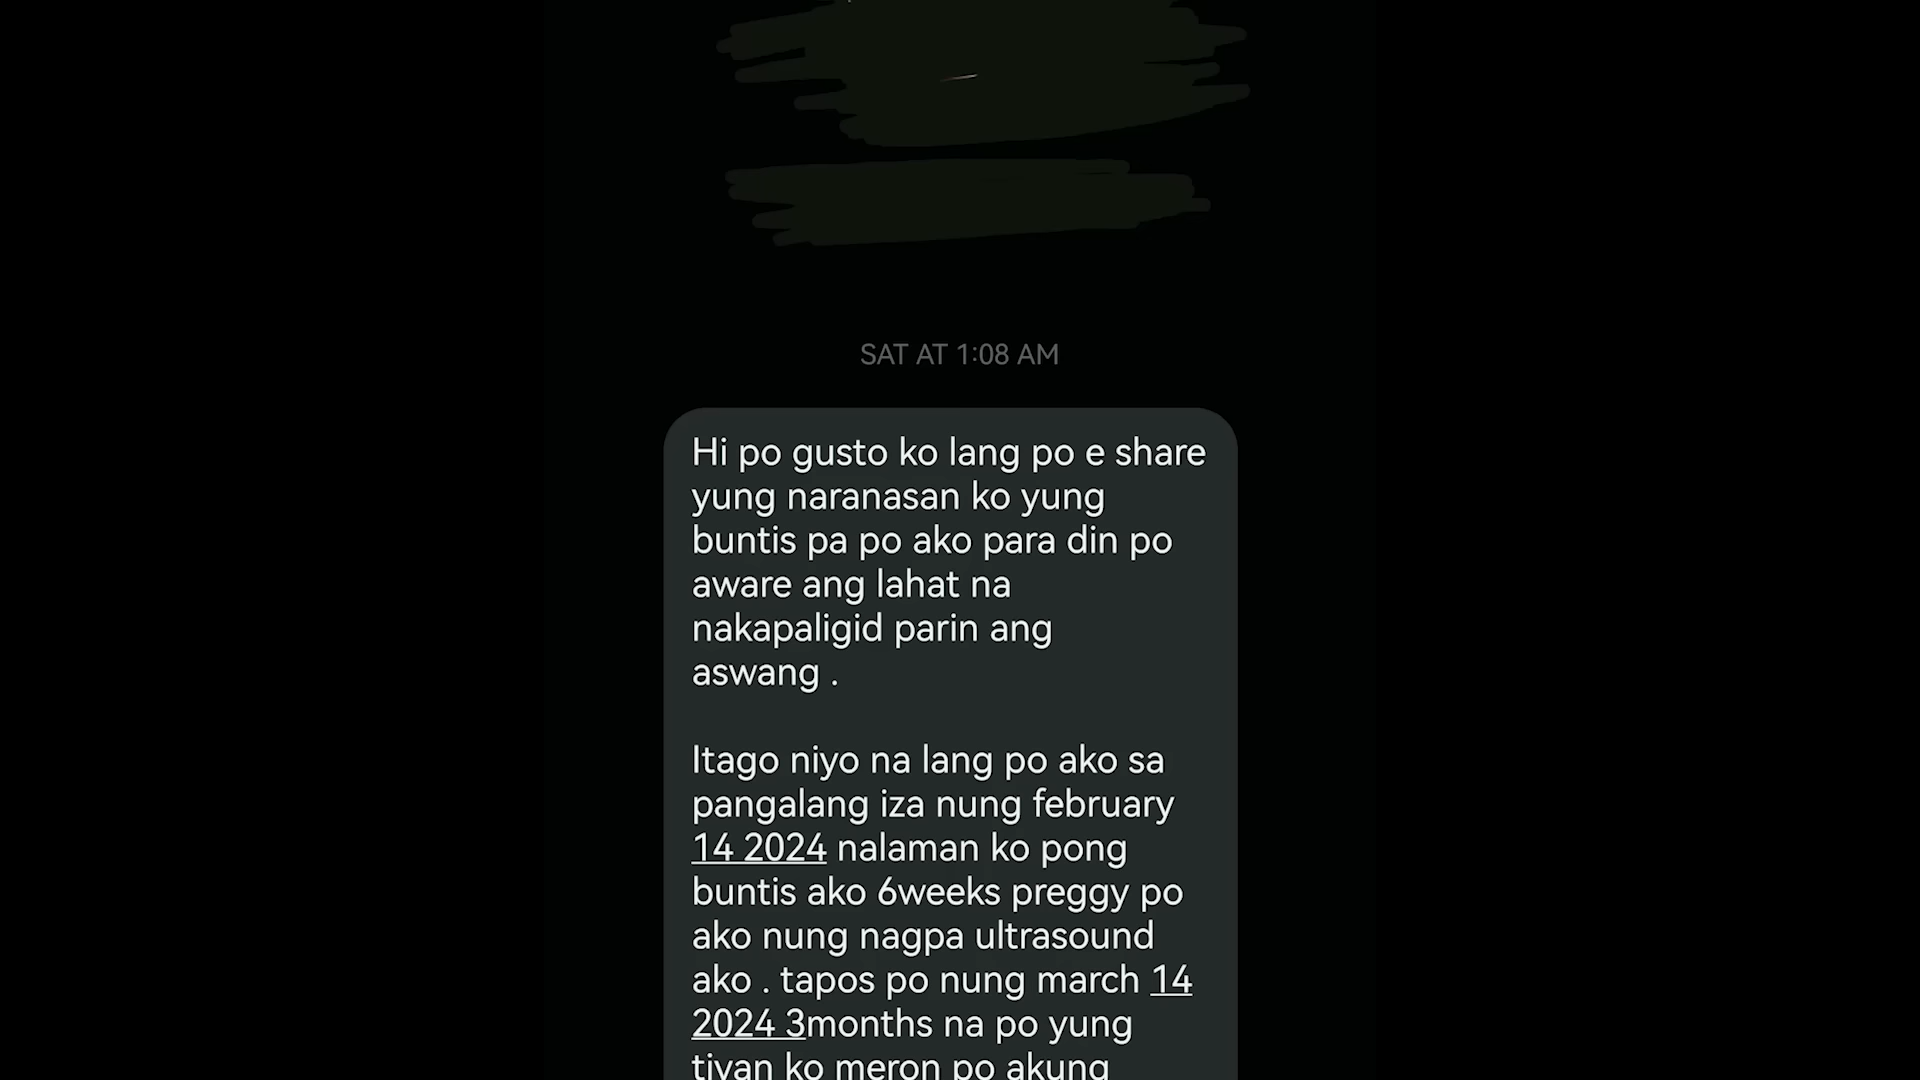 SAT AT 1:08 AM
Hi po gusto ko lang po e share
yung naranasan ko yung
buntis pa po ako para din po
aware ang lahat na
nakapaligid parin ang
aswang .
Itago niyo na lang po ako sa
pangalang iza nung february
14 2024 nalaman ko pong
buntis ako 6weeks preggy po
ako nung nagpa ultrasound
ako . tapos po nung march 14
2024 3months na po yung
tiyan ko meron po akung